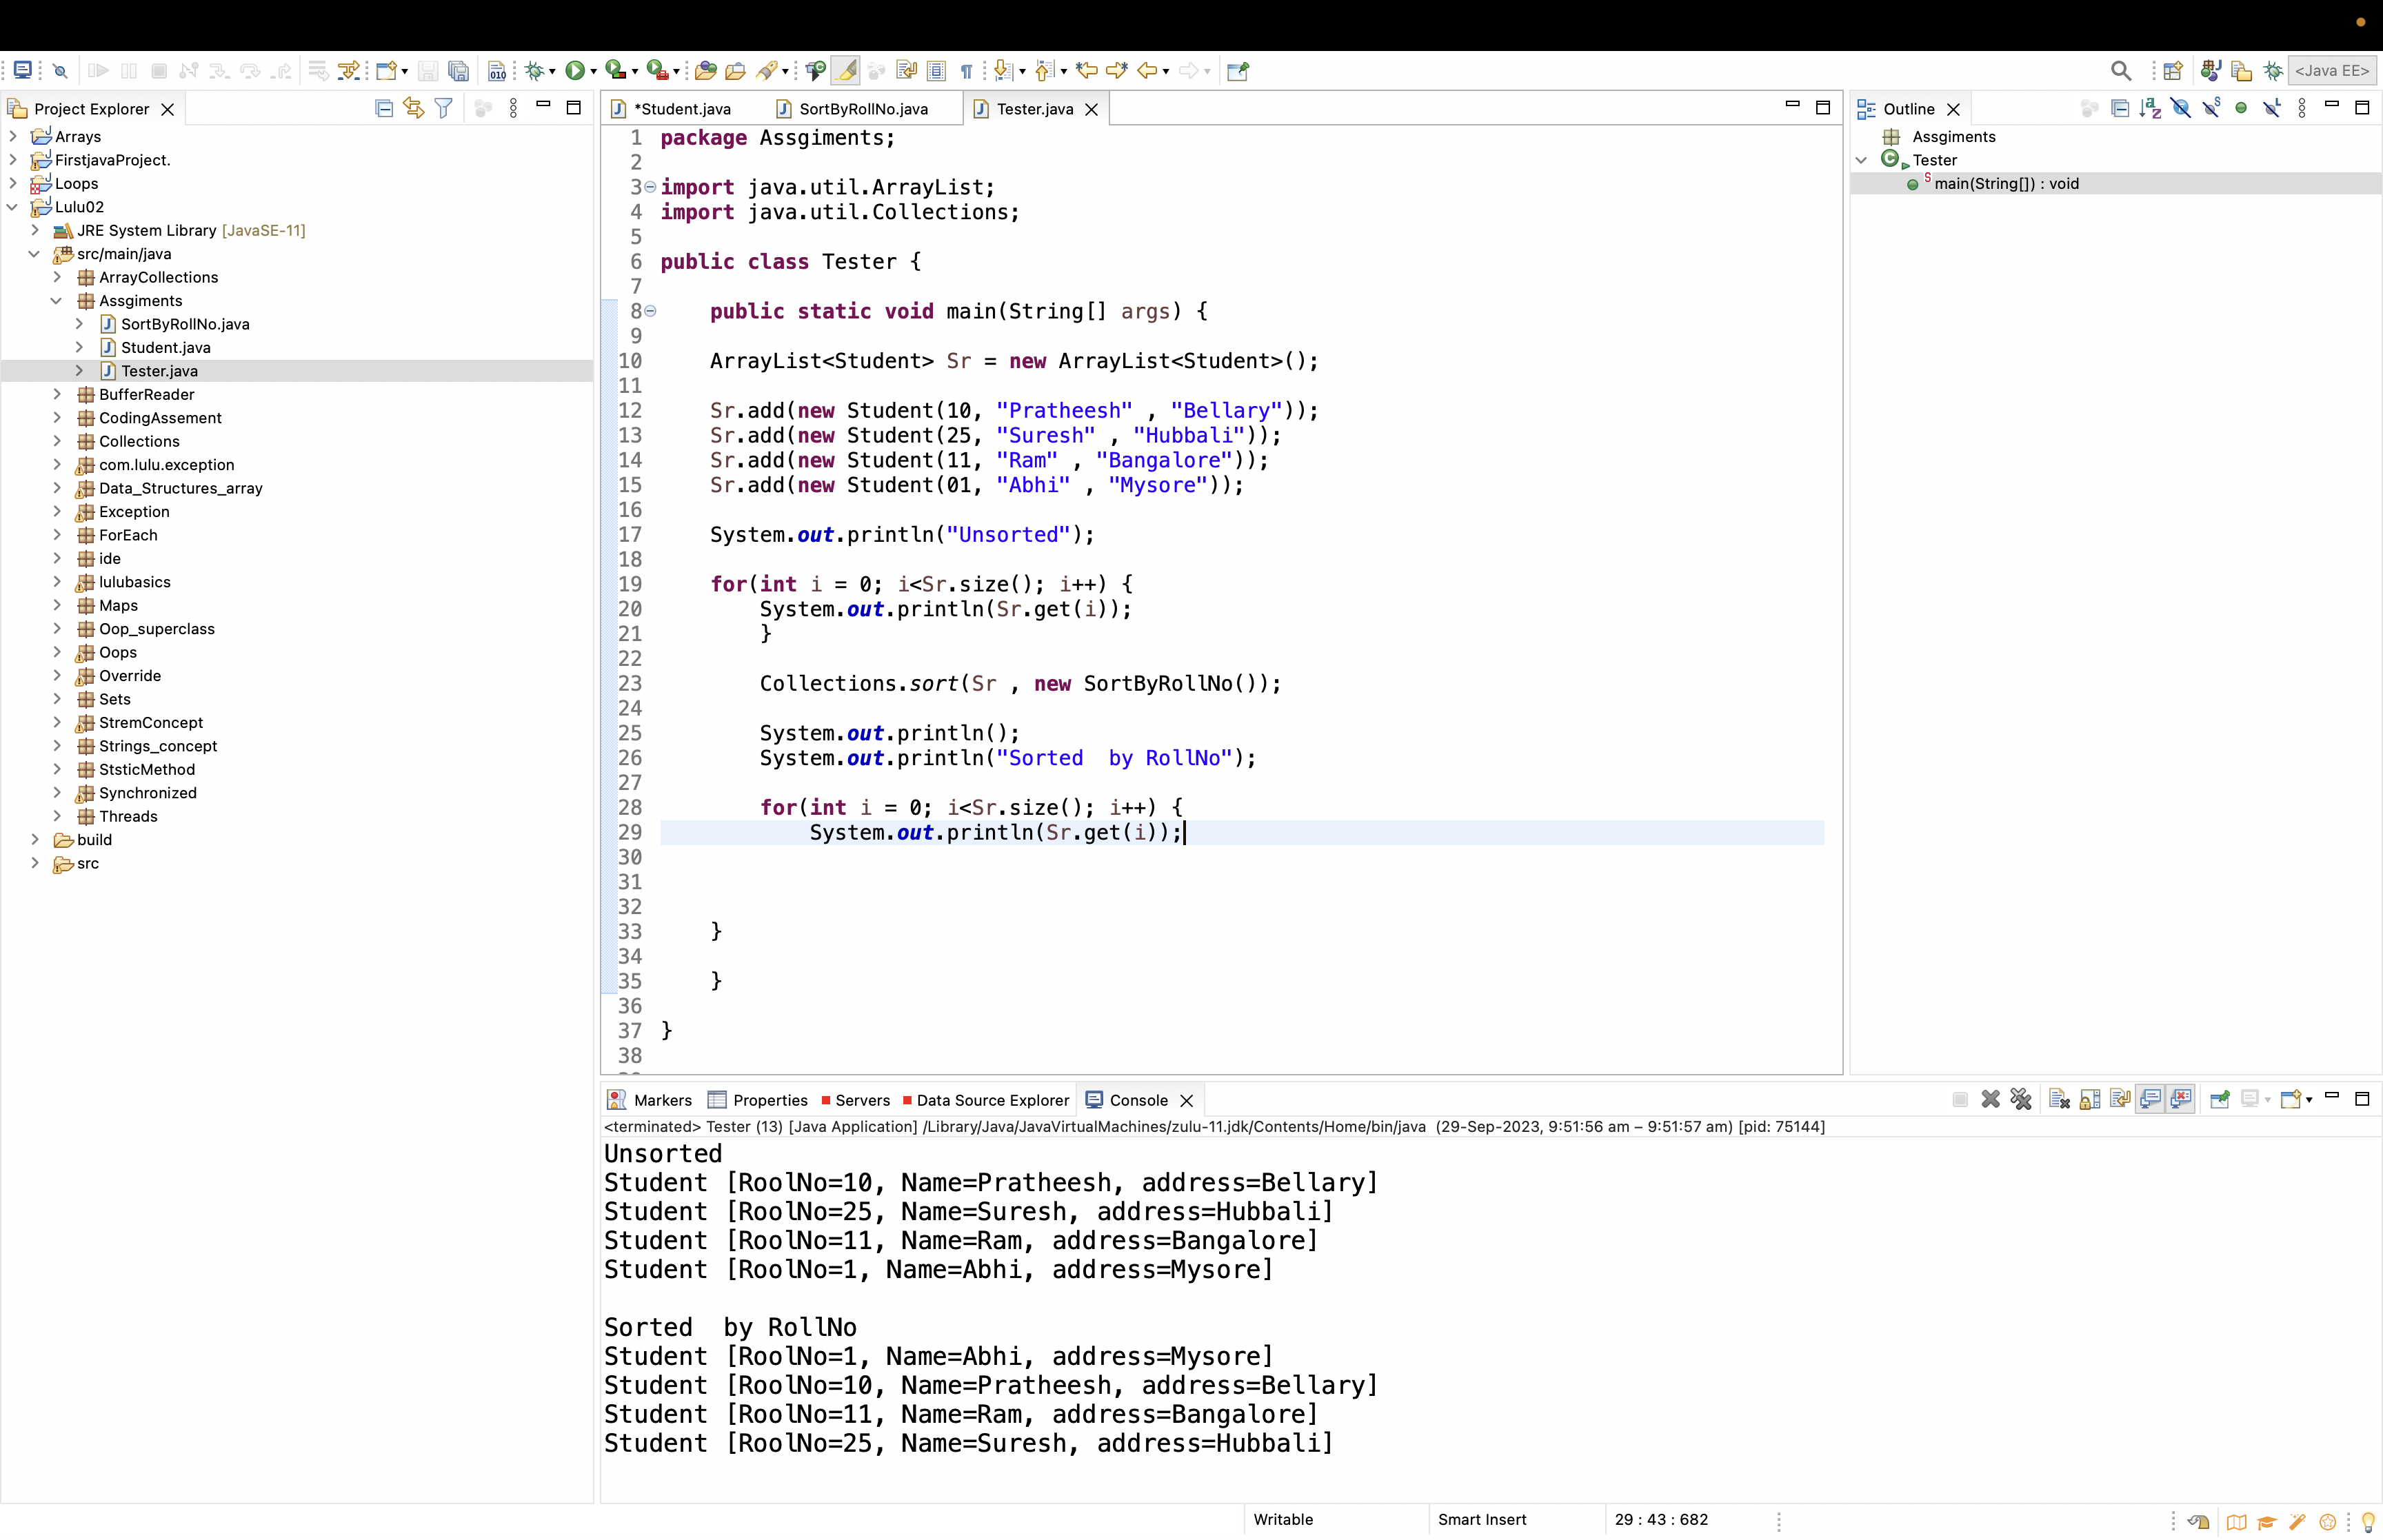 <Java EE>
Project Explorer
Arrays
FirstjavaProject.
Loops
Lulu02
JRE System Library [JavaSE-11]
src/main/java
ArrayCollections
Assgiments
SortByRollNo.java
Student.java
Tester.java
BufferReader
CodingAssement
Collections
com.lulu.exception
Data_Structures_array
Exception
ForEach
ide
lulubasics
Maps
Oop_superclass
Oops
Override
Sets
StremConcept
Strings_concept
StsticMethod
Synchronized
Threads
build
src
*Student.java SortByRollNo.java Tester.java
1 package Assgiments;
2
3 import java.util.ArrayList;
4 import java.util.Collections;
5
6 public class Tester {
7
8 public static void main(String[] args) {
9
10 ArrayList<Student> Sr = new ArrayList<Student>();
11
12 Sr.add(new Student(10, "Pratheesh" , "Bellary"));
13 Sr.add(new Student(25, "Suresh" , "Hubbali"));
14 Sr.add(new Student(11, "Ram" , "Bangalore"));
15 Sr.add(new Student(01, "Abhi" , "Mysore"));
16
17 System.out.println("Unsorted");
18
19 for(int i = 0; i<Sr.size(); i++) {
20 System.out.println(Sr.get(i));
21 }
22
23 Collections.sort(Sr , new SortByRollNo());
24
25 System.out.println();
26 System.out.println("Sorted  by RollNo");
27
28 for(int i = 0; i<Sr.size(); i++) {
29 System.out.println(Sr.get(i));
30
31
32
33 }
34
35 }
36
37 }
38
Outline
Assgiments
Tester
main(String[]) : void
Markers Properties Servers Data Source Explorer Console
<terminated> Tester (13) [Java Application] /Library/Java/JavaVirtualMachines/zulu-11.jdk/Contents/Home/bin/java (29-Sep-2023, 9:51:56 am – 9:51:57 am) [pid: 75144]
Unsorted
Student [RoolNo=10, Name=Pratheesh, address=Bellary]
Student [RoolNo=25, Name=Suresh, address=Hubbali]
Student [RoolNo=11, Name=Ram, address=Bangalore]
Student [RoolNo=1, Name=Abhi, address=Mysore]
Sorted  by RollNo
Student [RoolNo=1, Name=Abhi, address=Mysore]
Student [RoolNo=10, Name=Pratheesh, address=Bellary]
Student [RoolNo=11, Name=Ram, address=Bangalore]
Student [RoolNo=25, Name=Suresh, address=Hubbali]
Writable Smart Insert 29 : 43 : 682